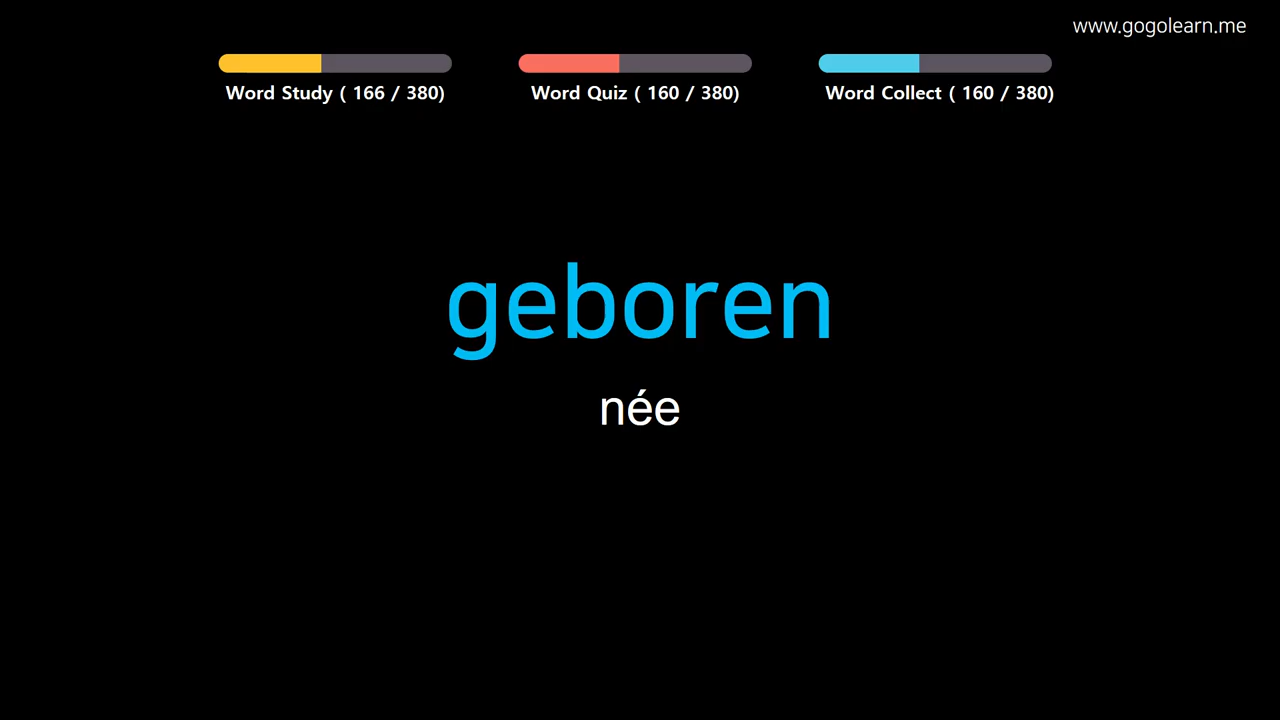 www.gogolearn.me
Word Study ( 166 / 380)
Word Quiz ( 160 / 380)
Word Collect ( 160 / 380)
geboren
née